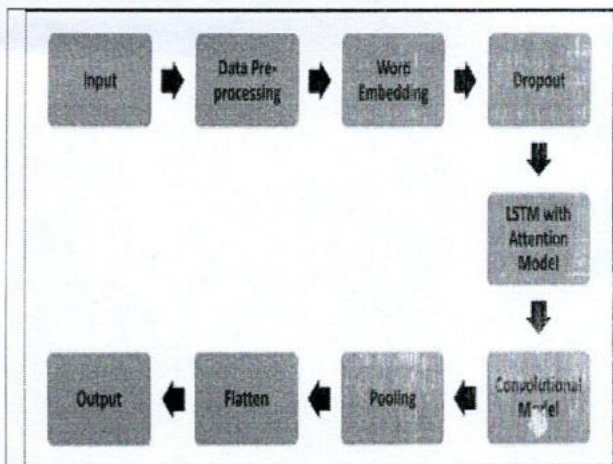 Input
Data Pre-
processing
Word
Embedding
Dropout
LSTM with
Attention
Model
Convolutional
Model
Pooling
Flatten
Output